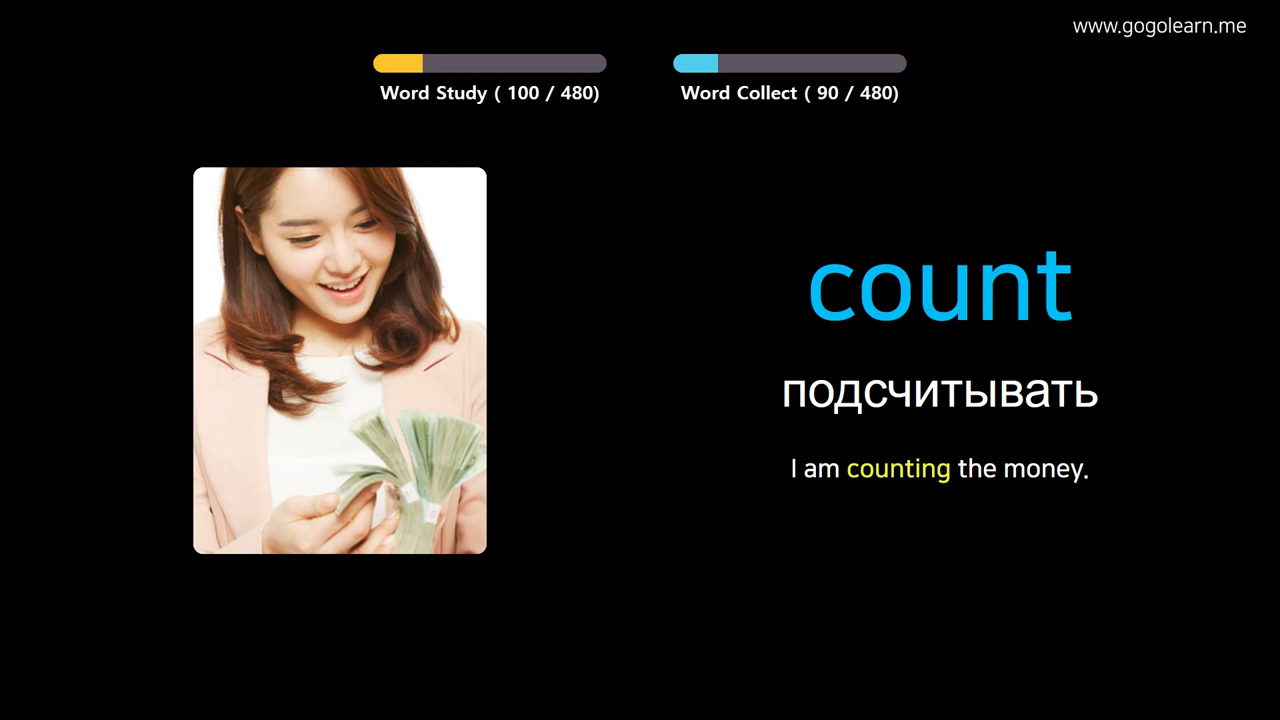 www.gogolearn.me
Word Study ( 100 / 480)
Word Collect ( 90 / 480)
count
подсчитывать
I am counting the money.